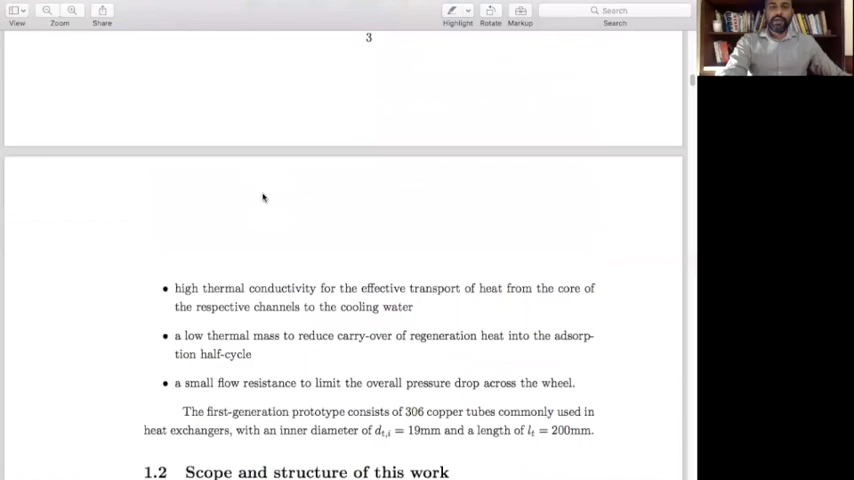 View
Zoom
Share
Highlight
Rotate
Markup
Search
Search
3
• high thermal conductivity for the effective transport of heat from the core of
the respective channels to the cooling water
• a low thermal mass to reduce carry-over of regeneration heat into the adsorp-
tion half-cycle
• a small flow resistance to limit the overall pressure drop across the wheel.
The first-generation prototype consists of 306 copper tubes commonly used in
heat exchangers, with an inner diameter of d_{t,i} = 19mm and a length of l_t = 200mm.
1.2 Scope and structure of this work